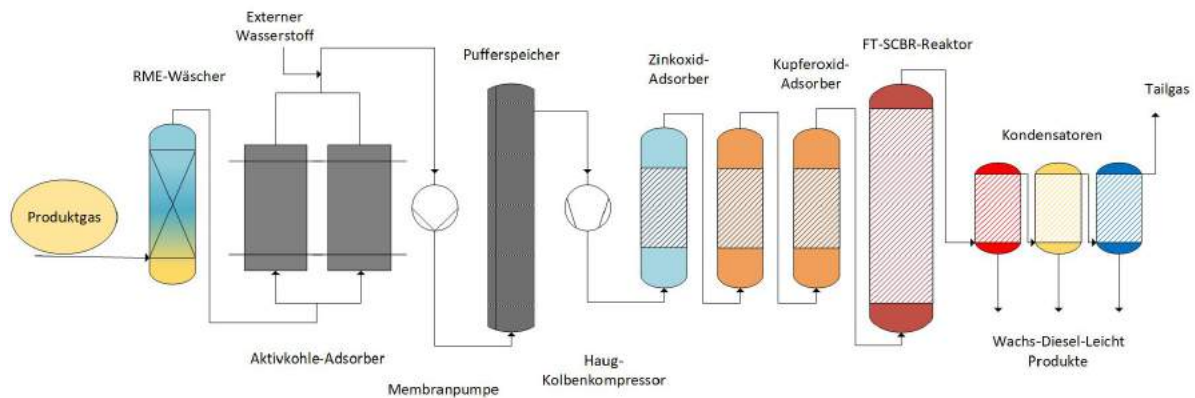 Externer
Wasserstoff
RME-Wäscher
Pufferspeicher
Zinkoxid-
Adsorber
Kupferoxid-
Adsorber
FT-SCBR-Reaktor
Tailgas
Kondensatoren
Produktgas
Aktivkohle-Adsorber
Membranpumpe
Haug-
Kolbenkompressor
Wachs-Diesel-Leicht
Produkte